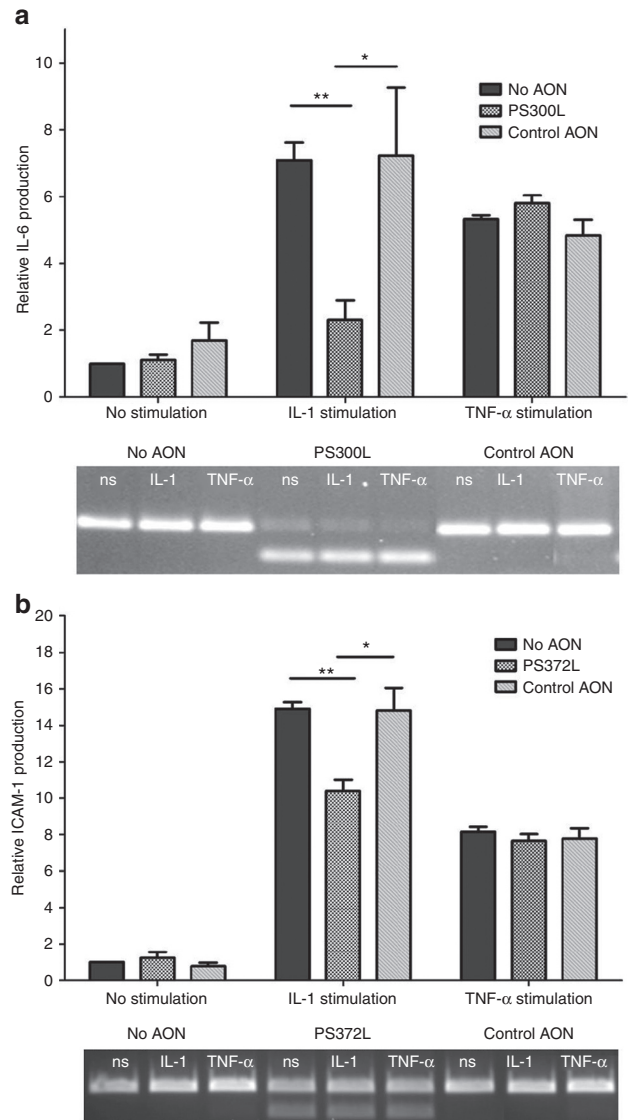 a
10
8
6
4
2
0
Relative IL-6 production
No AON
PS300L
Control AON
**
*
No stimulation IL-1 stimulation TNF-α stimulation
No AON PS300L Control AON
ns IL-1 TNF-α ns IL-1 TNF-α ns IL-1 TNF-α
b
20
18
16
14
12
10
8
6
4
2
0
Relative ICAM-1 production
No AON
PS372L
Control AON
**
*
No stimulation IL-1 stimulation TNF-α stimulation
No AON PS372L Control AON
ns IL-1 TNF-α ns IL-1 TNF-α ns IL-1 TNF-α